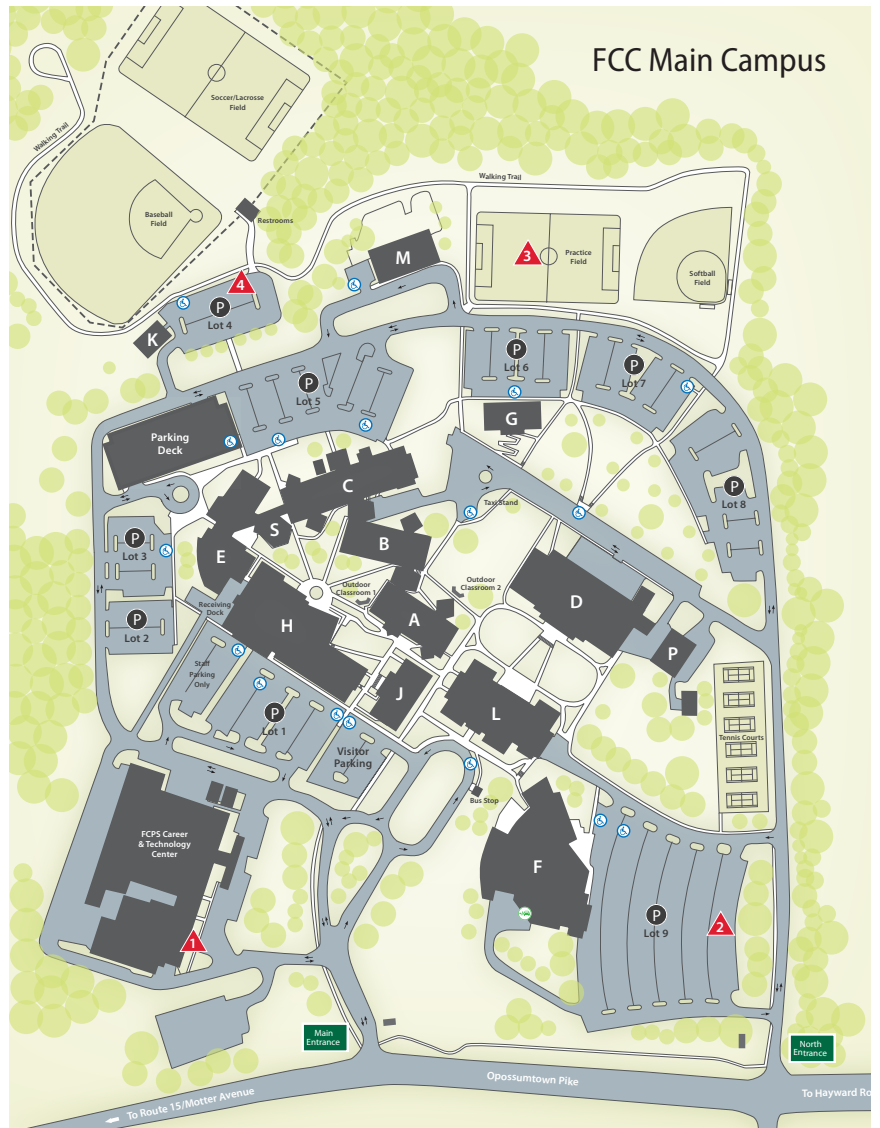 FCC Main Campus
Soccer/Lacrosse
Field
Walking Trail
Baseball
Field
Restrooms
Walking Trail
3
Practice
Field
Softball
Field
M
4
P
Lot 4
K
P
Lot 5
P
Lot 6
P
Lot 7
G
Parking
Deck
C
P
Lot 8
Taxi Stand
S
P
Lot 3
E
B
Outdoor
Classroom 1
Outdoor
Classroom 2
D
Receiving
Dock
P
Lot 2
H
A
P
Staff
Parking
Only
J
L
P
Lot 1
Visitor
Parking
Tennis Courts
Bus Stop
FCPS Career
& Technology
Center
F
P
Lot 9
2
1
Main
Entrance
North
Entrance
Opossumtown Pike
To Route 15/Motter Avenue
To Hayward Ro